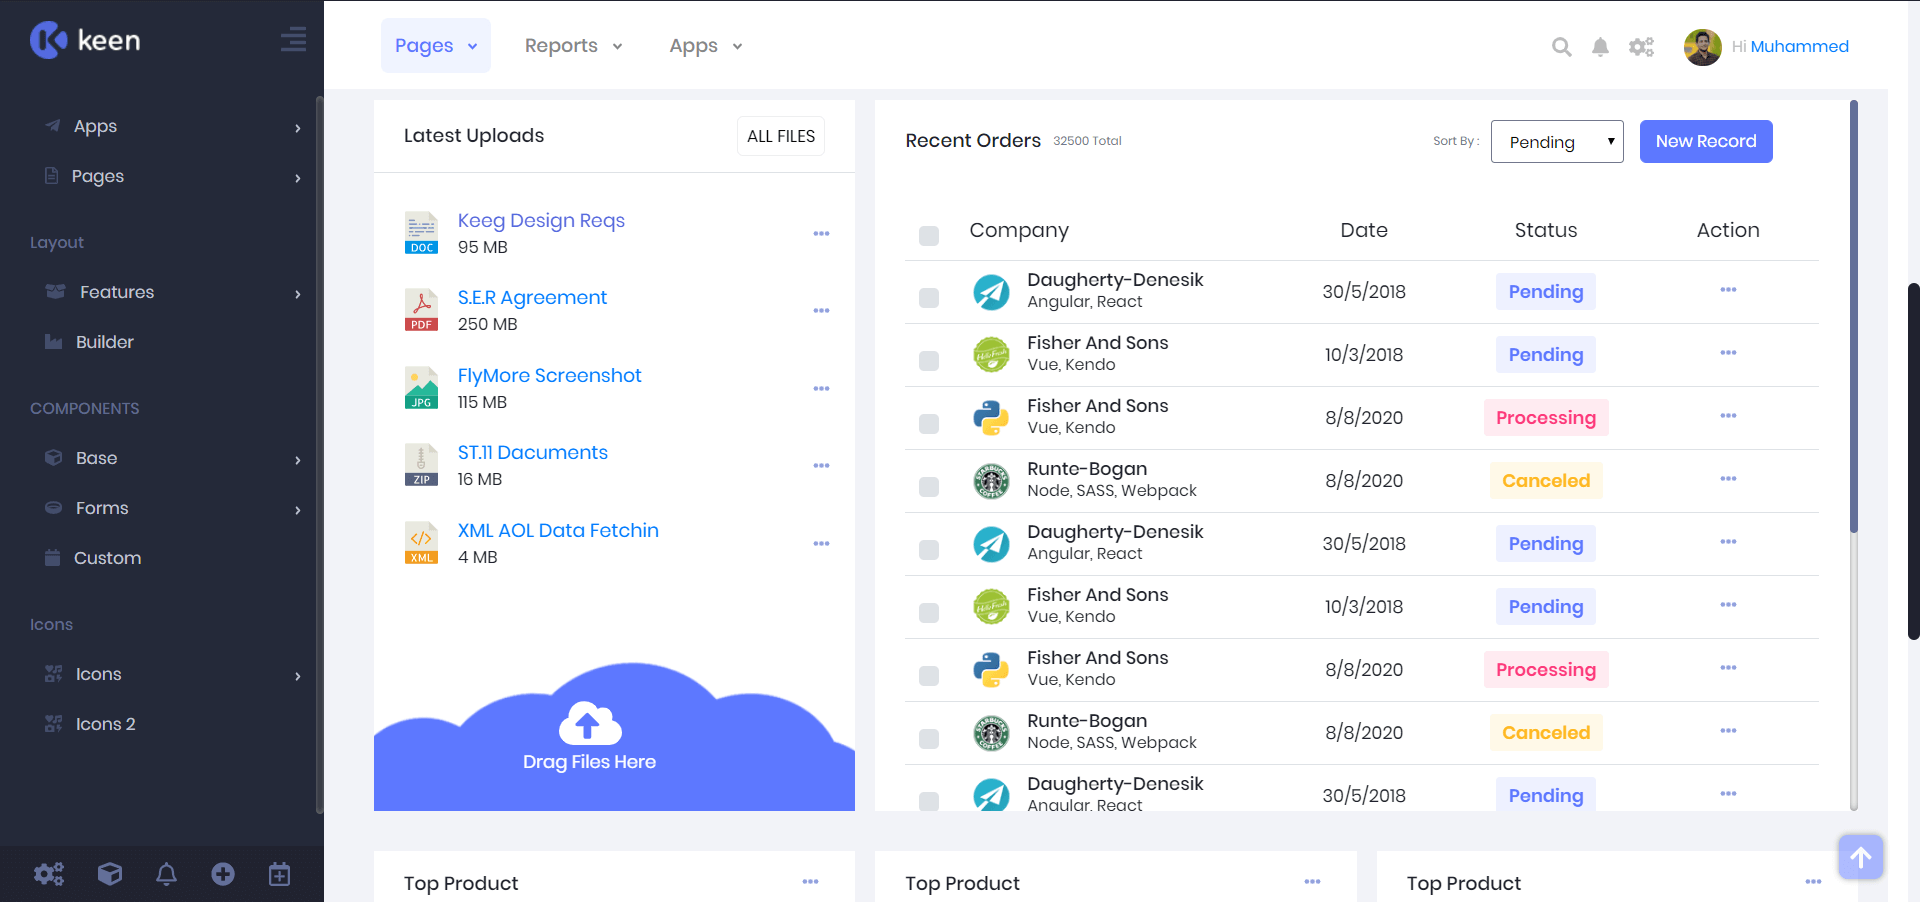 keen
Pages
Reports
Apps
Hi Muhammed
Apps
Pages
Layout
Features
Builder
COMPONENTS
Base
Forms
Custom
Icons
Icons
Icons 2
Latest Uploads
ALL FILES
DOC
Keeg Design Reqs
95 MB
PDF
S.E.R Agreement
250 MB
JPG
FlyMore Screenshot
115 MB
ZIP
ST.11 Dacuments
16 MB
XML
XML AOL Data Fetchin
4 MB
Drag Files Here
Recent Orders 32500 Total
Sort By :
Pending
New Record
Company Date Status Action
Daugherty-Denesik
Angular, React
30/5/2018
Pending
Fisher And Sons
Vue, Kendo
10/3/2018
Pending
Fisher And Sons
Vue, Kendo
8/8/2020
Processing
STARBUCKS
COFFEE
Runte-Bogan
Node, SASS, Webpack
8/8/2020
Canceled
Daugherty-Denesik
Angular, React
30/5/2018
Pending
Fisher And Sons
Vue, Kendo
10/3/2018
Pending
Fisher And Sons
Vue, Kendo
8/8/2020
Processing
STARBUCKS
COFFEE
Runte-Bogan
Node, SASS, Webpack
8/8/2020
Canceled
Daugherty-Denesik
Angular, React
30/5/2018
Pending
Top Product
Top Product
Top Product